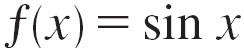 f(x) = sin x